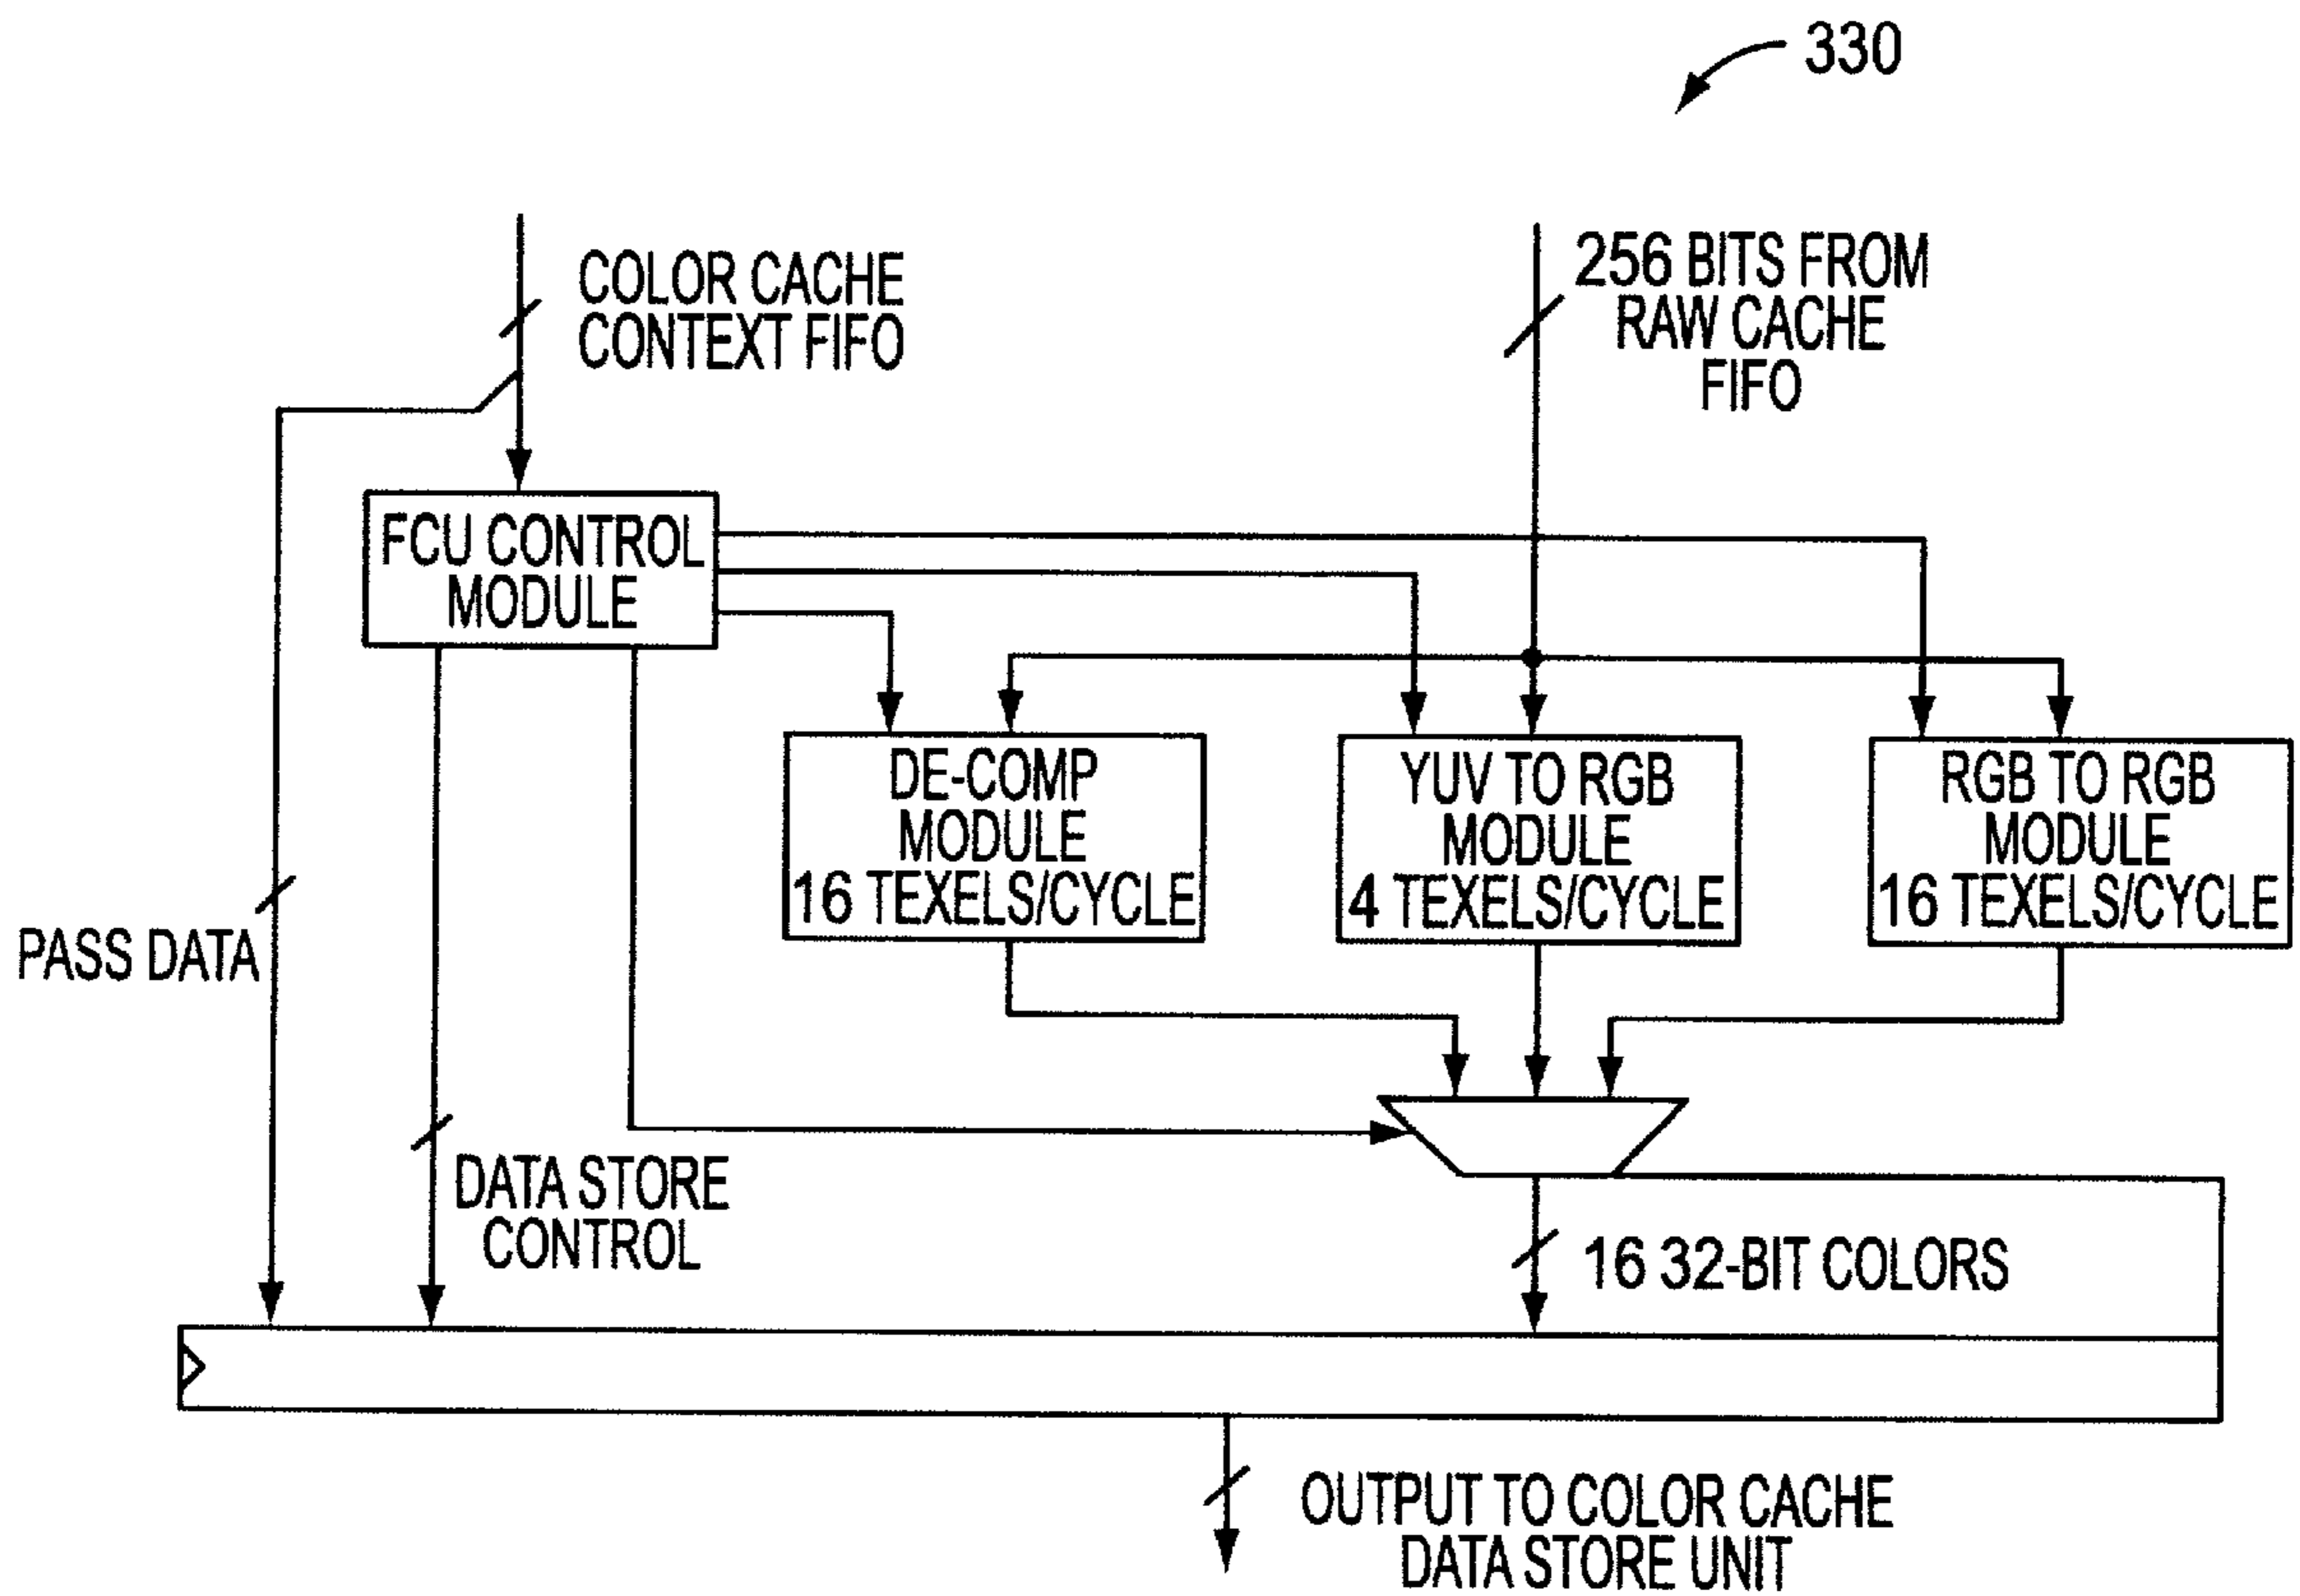 330
COLOR CACHE
CONTEXT FIFO
256 BITS FROM
RAW CACHE
FIFO
FCU CONTROL
MODULE
DE-COMP
MODULE
16 TEXELS/CYCLE
YUV TO RGB
MODULE
4 TEXELS/CYCLE
RGB TO RGB
MODULE
16 TEXELS/CYCLE
PASS DATA
DATA STORE
CONTROL
16 32-BIT COLORS
OUTPUT TO COLOR CACHE
DATA STORE UNIT